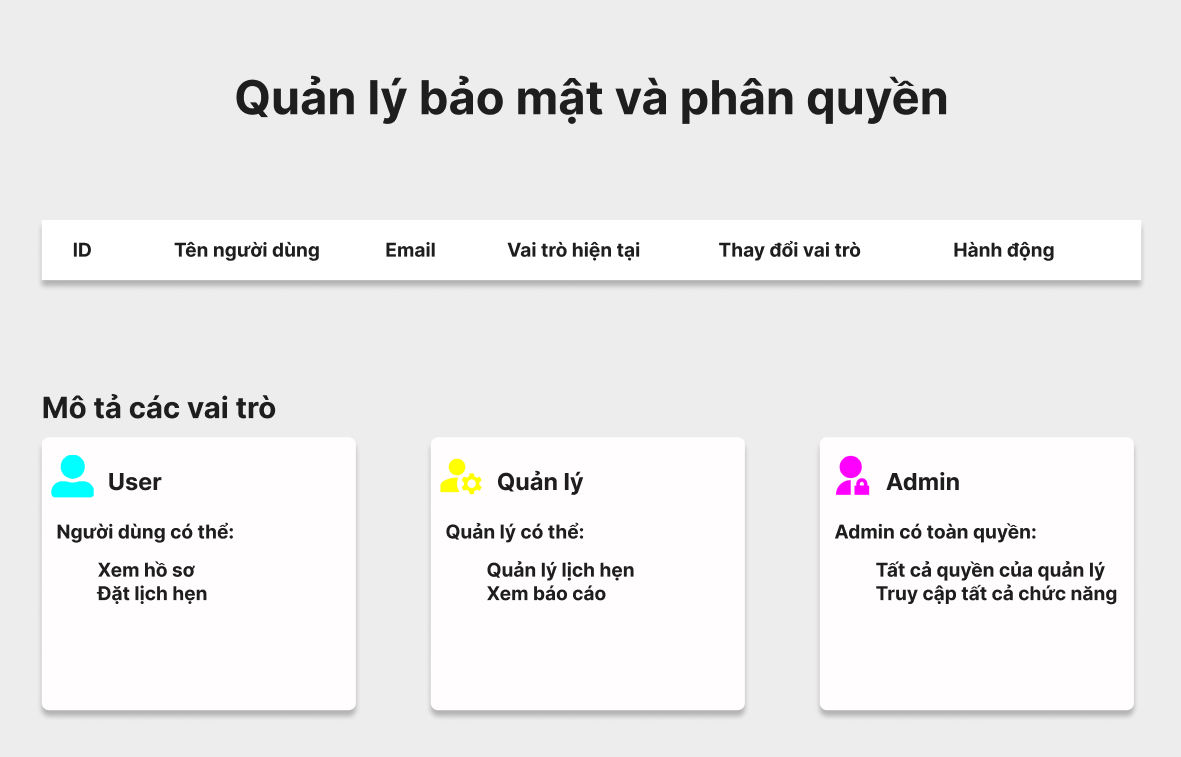 Quản lý bảo mật và phân quyền
ID Tên người dùng Email Vai trò hiện tại Thay đổi vai trò Hành động
Mô tả các vai trò
User
Người dùng có thể:
Xem hồ sơ
Đặt lịch hẹn
Quản lý
Quản lý có thể:
Quản lý lịch hẹn
Xem báo cáo
Admin
Admin có toàn quyền:
Tất cả quyền của quản lý
Truy cập tất cả chức năng